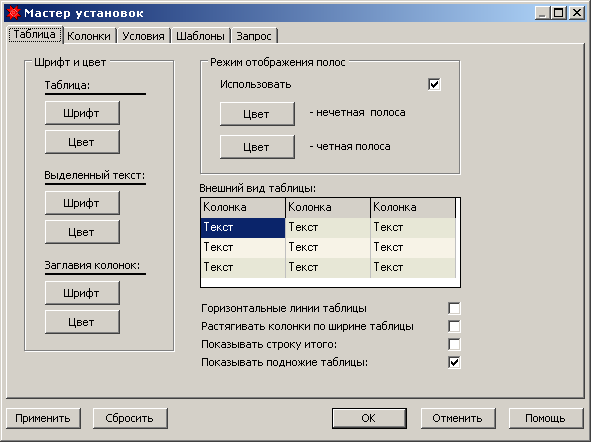 Мастер установок
Таблица Колонки Условия Шаблоны Запрос
Шрифт и цвет
Таблица:
Шрифт
Цвет
Выделенный текст:
Шрифт
Цвет
Заглавия колонок:
Шрифт
Цвет
Режим отображения полос
Использовать
Цвет - нечетная полоса
Цвет - четная полоса
Внешний вид таблицы:
Колонка Колонка Колонка
Текст Текст Текст
Текст Текст Текст
Текст Текст Текст
Горизонтальные линии таблицы
Растягивать колонки по ширине таблицы
Показывать строку итого:
Показывать подножие таблицы:
Применить Сбросить OK Отменить Помощь